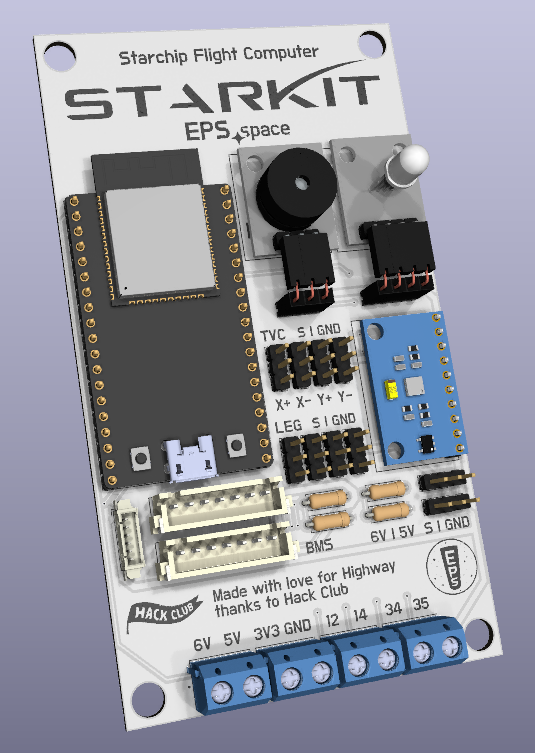 Starchip Flight Computer
STARKIT
EPS space
TVC S I GND
X+ X- Y+ Y-
LEG S I GND
BMS
6V I 5V S I GND
EPS
Made with love for Highway
thanks to Hack Club
HACK CLUB
6V 5V 3V3 GND 12 14 34 35